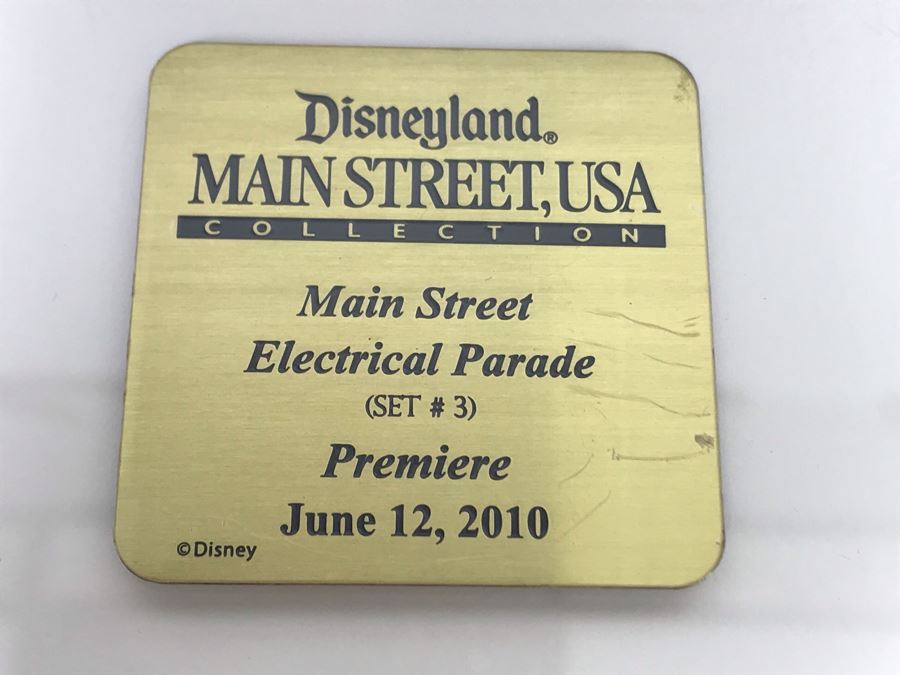 Disneyland®
MAIN STREET, USA
COLLECTION
Main Street
Electrical Parade
(SET # 3)
Premiere
June 12, 2010
©Disney